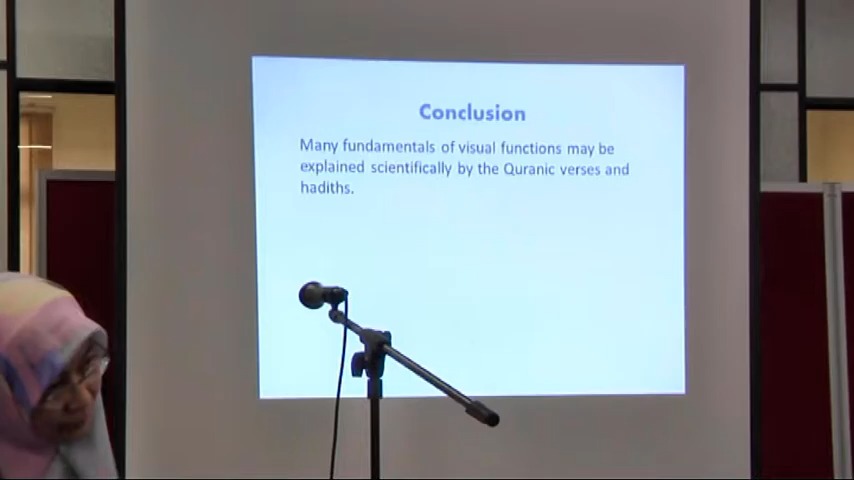 Conclusion
Many fundamentals of visual functions may be
explained scientifically by the Quranic verses and
hadiths.